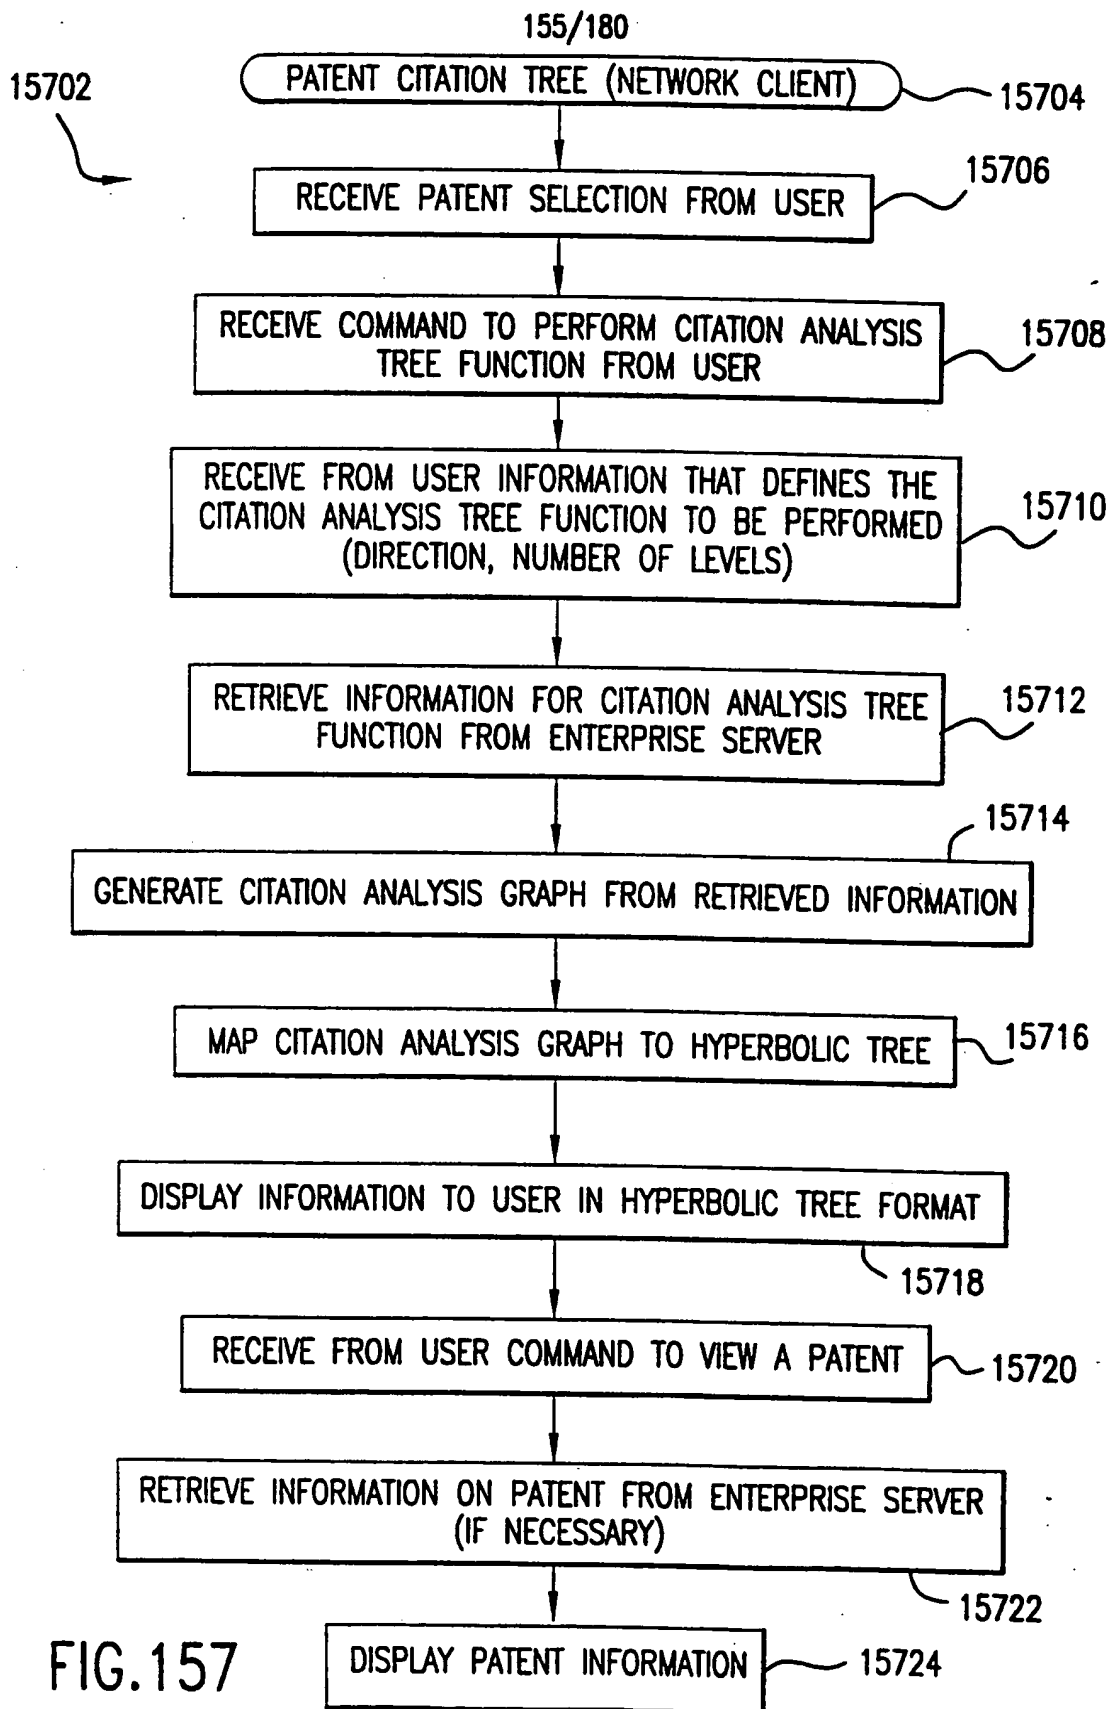 155/180
15702
PATENT CITATION TREE (NETWORK CLIENT)
15704
RECEIVE PATENT SELECTION FROM USER
15706
RECEIVE COMMAND TO PERFORM CITATION ANALYSIS
TREE FUNCTION FROM USER
15708
RECEIVE FROM USER INFORMATION THAT DEFINES THE
CITATION ANALYSIS TREE FUNCTION TO BE PERFORMED
(DIRECTION, NUMBER OF LEVELS)
15710
RETRIEVE INFORMATION FOR CITATION ANALYSIS TREE
FUNCTION FROM ENTERPRISE SERVER
15712
15714
GENERATE CITATION ANALYSIS GRAPH FROM RETRIEVED INFORMATION
MAP CITATION ANALYSIS GRAPH TO HYPERBOLIC TREE
15716
DISPLAY INFORMATION TO USER IN HYPERBOLIC TREE FORMAT
15718
RECEIVE FROM USER COMMAND TO VIEW A PATENT
15720
RETRIEVE INFORMATION ON PATENT FROM ENTERPRISE SERVER
(IF NECESSARY)
15722
DISPLAY PATENT INFORMATION
15724
FIG.157